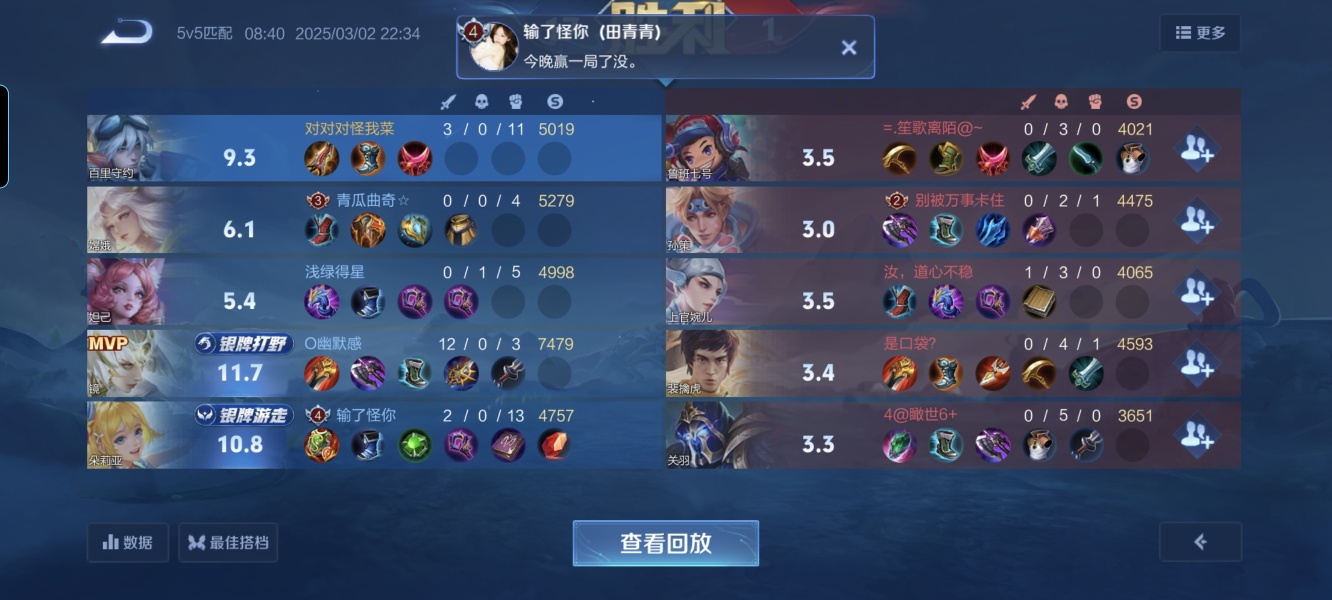 5v5匹配 08:40 2025/03/02 22:34
4 输了怪你（田青青）
今晚赢一局了没。
胜利 1
更多
百里守约 9.3 对对对怪我菜 3 / 0 / 11 5019
嫦娥 6.1 3 青瓜曲奇☆ 0 / 0 / 4 5279
妲己 5.4 浅绿得星 0 / 1 / 5 4998
MVP 镜 银牌打野 11.7 O幽默感 12 / 0 / 3 7479
朵莉亚 银牌游走 10.8 4 输了怪你 2 / 0 / 13 4757
鲁班七号 3.5 =.笙歌离陌@~ 0 / 3 / 0 4021
孙策 3.0 2 别被万事卡住 0 / 2 / 1 4475
上官婉儿 3.5 汝，道心不稳 1 / 3 / 0 4065
裴擒虎 3.4 是口袋? 0 / 4 / 1 4593
关羽 3.3 4@瞰世6+ 0 / 5 / 0 3651
数据
最佳搭档
查看回放